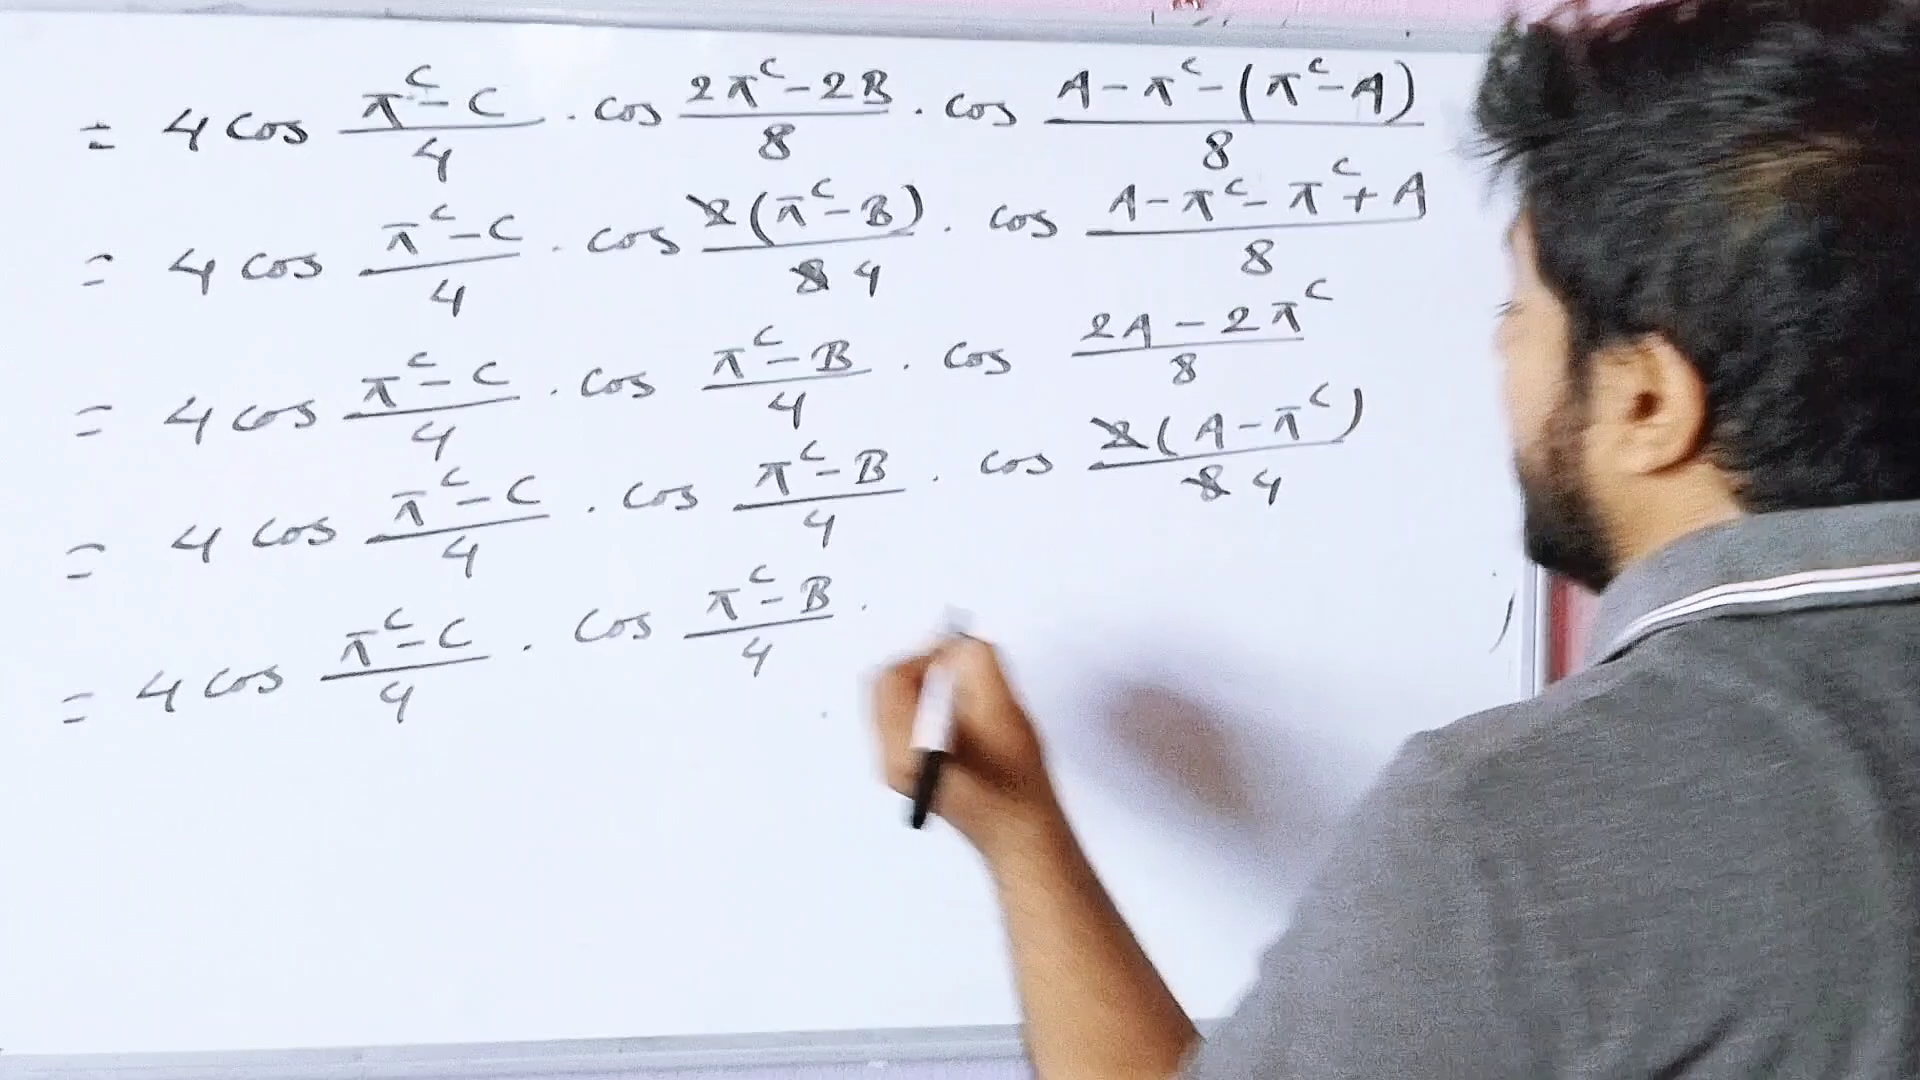 = 4 cos (π^c - C)/4 . cos (2π^c - 2B)/8 . cos (A - π^c - (π^c - A))/8
= 4 cos (π^c - C)/4 . cos 2(π^c - B)/8 4 . cos (A - π^c - π^c + A)/8
= 4 cos (π^c - C)/4 . cos (π^c - B)/4 . cos (2A - 2π^c)/8
= 4 cos (π^c - C)/4 . cos (π^c - B)/4 . cos 2(A - π^c)/8 4
= 4 cos (π^c - C)/4 . cos (π^c - B)/4 .